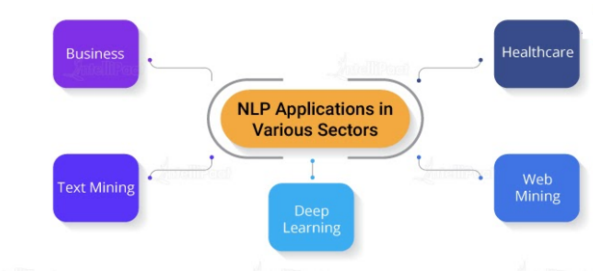 Business
Healthcare
NLP Applications in
Various Sectors
Text Mining
Deep
Learning
Web
Mining